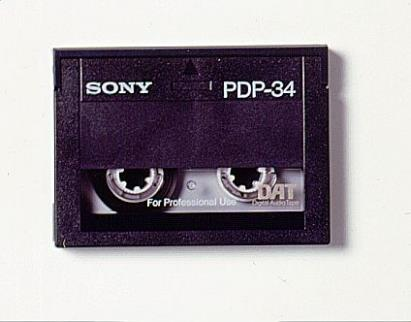 SONY PDP-34
For Professional Use
DAT
Digital Audio Tape